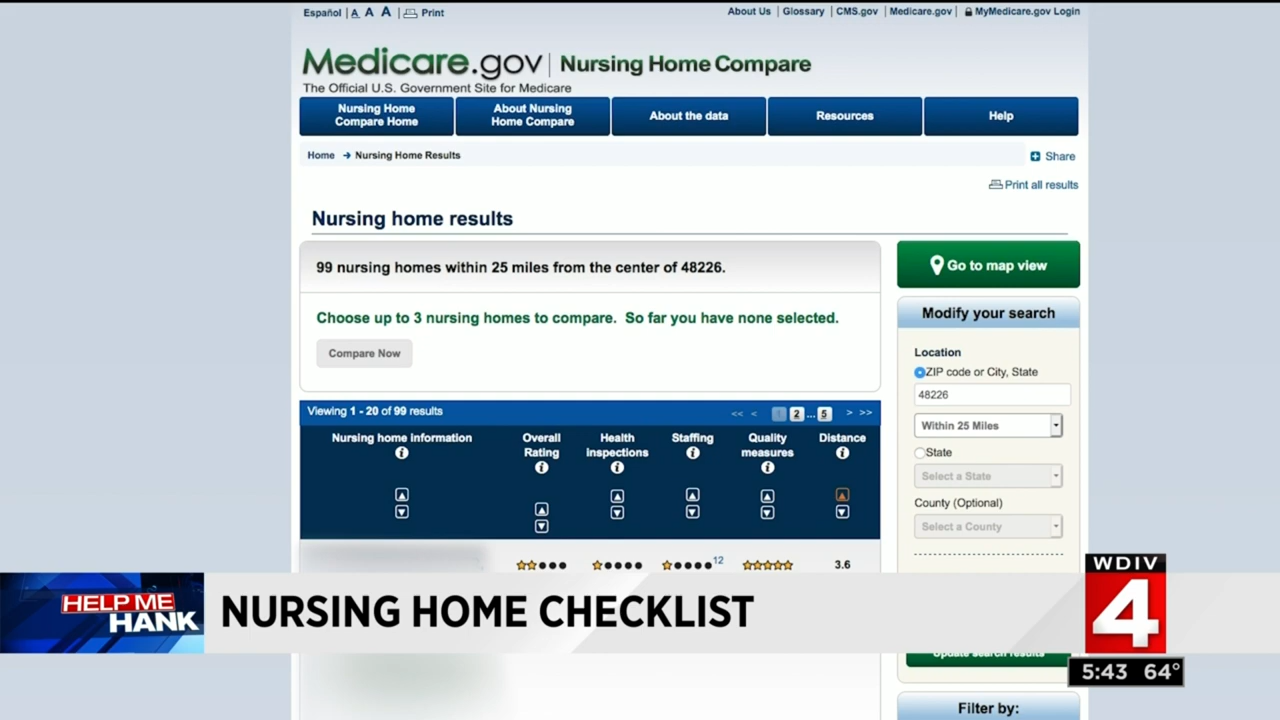 Español | A A A | Print
About Us | Glossary | CMS.gov | Medicare.gov | MyMedicare.gov Login
Medicare.gov | Nursing Home Compare
The Official U.S. Government Site for Medicare
Nursing Home Compare Home
About Nursing Home Compare
About the data
Resources
Help
Home → Nursing Home Results
Share
Print all results
Nursing home results
99 nursing homes within 25 miles from the center of 48226.
Go to map view
Choose up to 3 nursing homes to compare. So far you have none selected.
Compare Now
Modify your search
Location
ZIP code or City, State
48226
Within 25 Miles
State
Select a State
County (Optional)
Select a County
Viewing 1 - 20 of 99 results
<< < 1 2 ... 5 > >>
Nursing home information
Overall Rating
Health inspections
Staffing
Quality measures
Distance
12
3.6
HELP ME
HANK
NURSING HOME CHECKLIST
WDIV
4
Update search results
5:43 64°
Filter by: